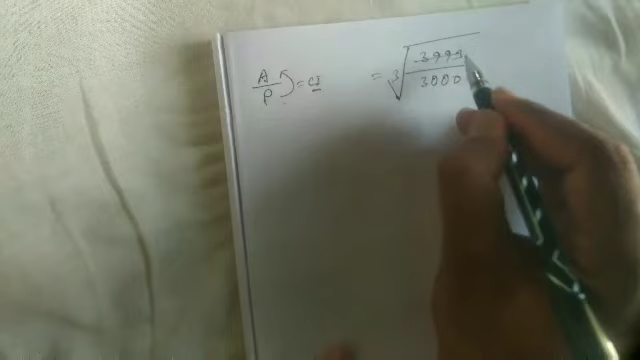 A/P = CI
= ∛(3993/3000)